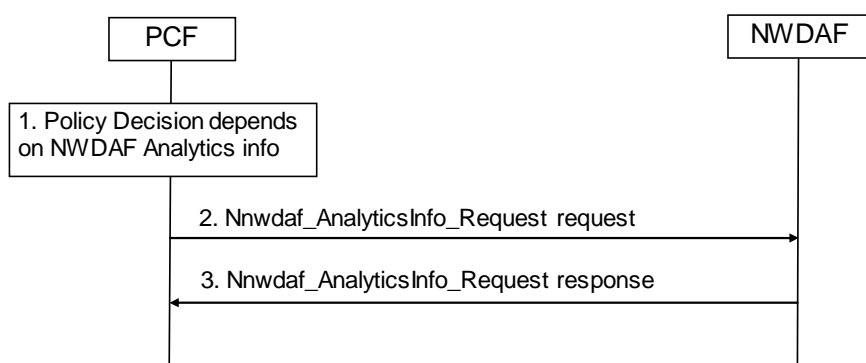 PCF
NWDAF
1. Policy Decision depends
on NWDAF Analytics info
2. Nnwdaf_AnalyticsInfo_Request request
3. Nnwdaf_AnalyticsInfo_Request response